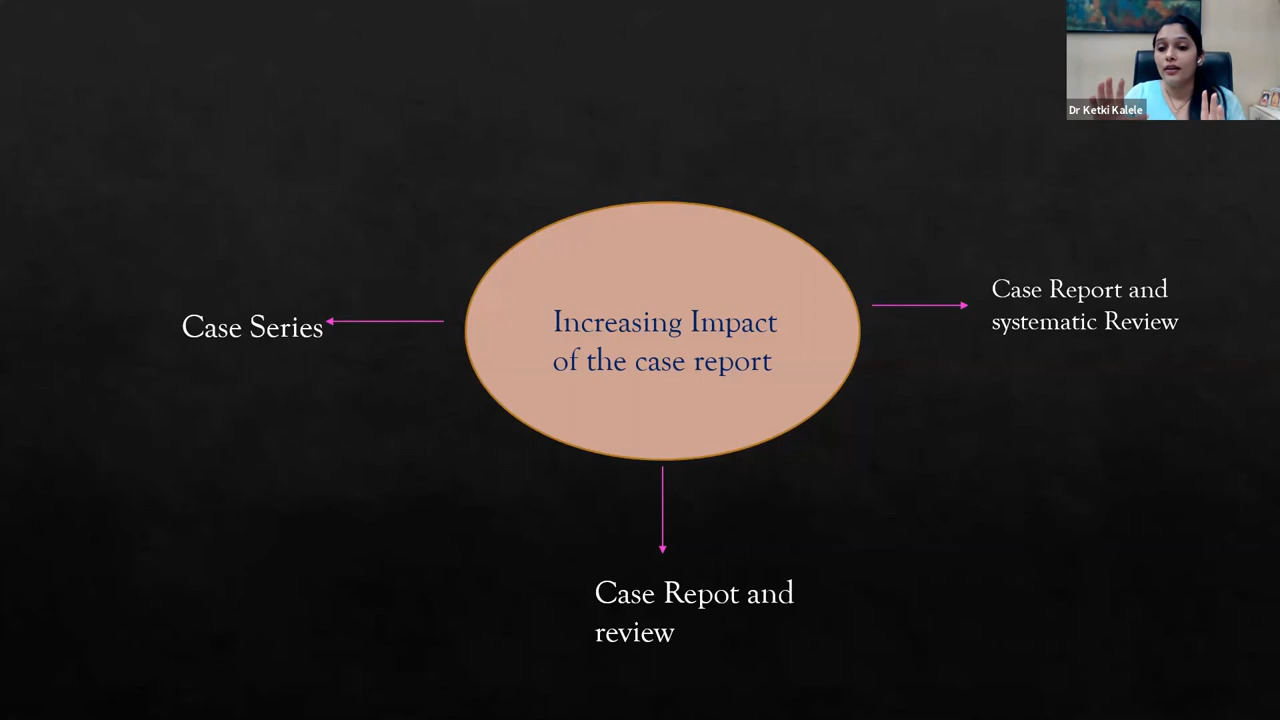 Dr Ketki Kalele
Case Report and
systematic Review
Case Series
Increasing Impact
of the case report
Case Repot and
review